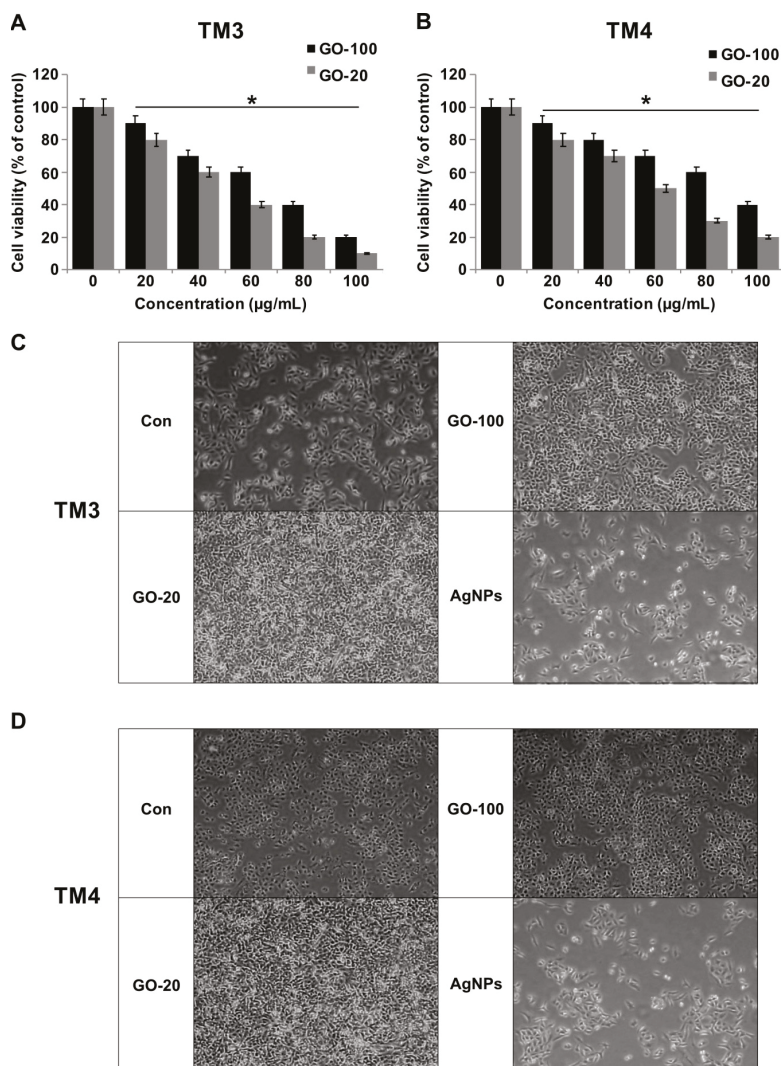 A
TM3
GO-100
GO-20
*
Cell viability (% of control)
120
100
80
60
40
20
0
0 20 40 60 80 100
Concentration (µg/mL)
B
TM4
GO-100
GO-20
*
Cell viability (% of control)
120
100
80
60
40
20
0
0 20 40 60 80 100
Concentration (µg/mL)
C
TM3
Con
GO-100
GO-20
AgNPs
D
TM4
Con
GO-100
GO-20
AgNPs